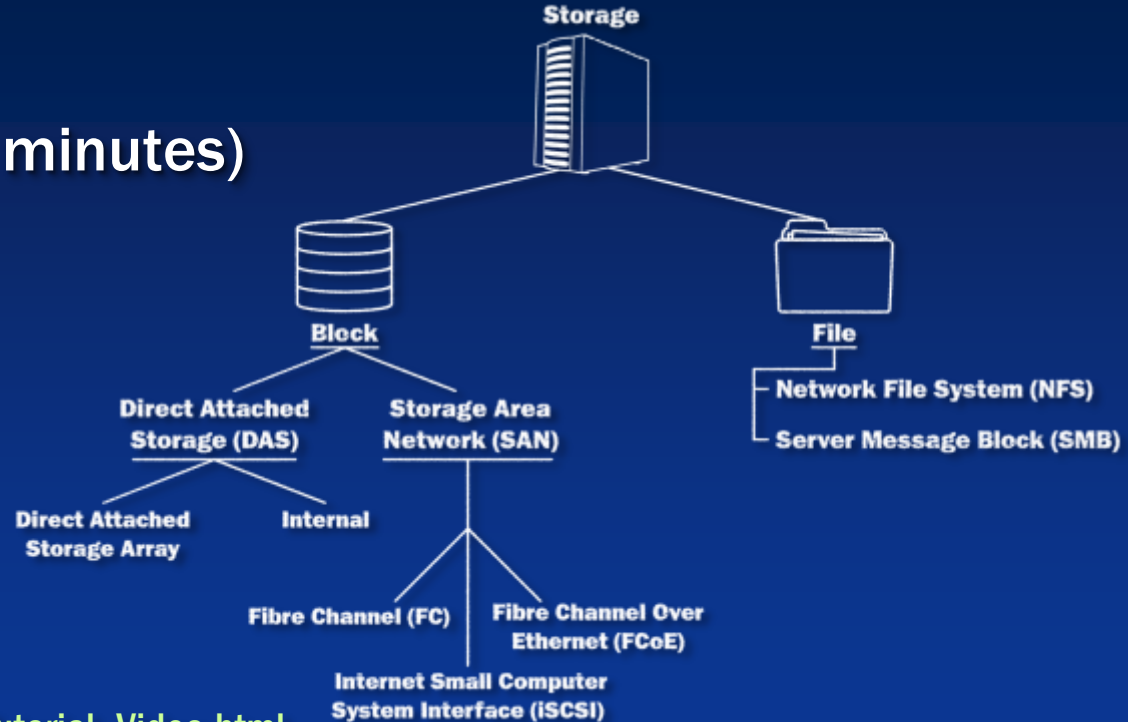 Storage
minutes)
Block
File
Direct Attached
Storage (DAS)
Storage Area
Network (SAN)
Network File System (NFS)
Server Message Block (SMB)
Direct Attached
Storage Array
Internal
Fibre Channel (FC)
Fibre Channel Over
Ethernet (FCoE)
Internet Small Computer
System Interface (iSCSI)
Video.html